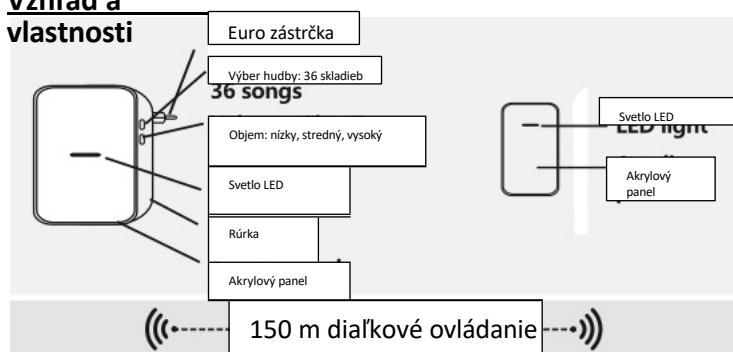 Vzhľad a
vlastnosti
Euro zástrčka
Výber hudby: 36 skladieb
36 songs
Objem: nízky, stredný, vysoký
Svetlo LED
Rúrka
Akrylový panel
Svetlo LED
LED light
Akrylový
panel
150 m diaľkové ovládanie